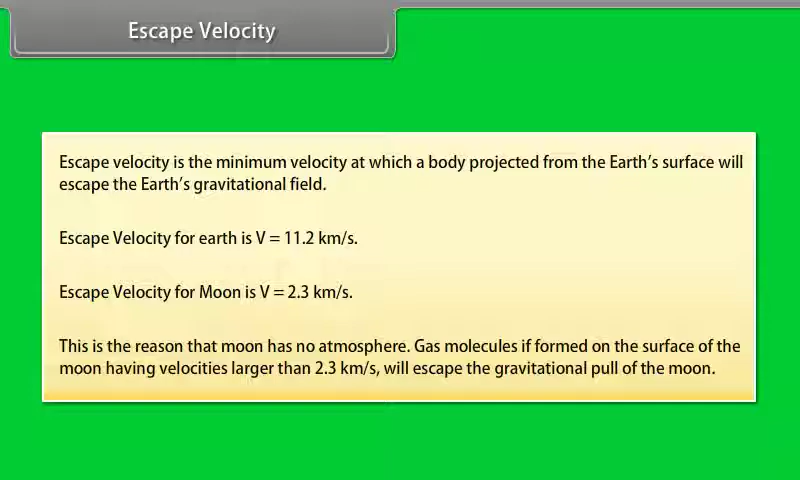 Escape Velocity
Escape velocity is the minimum velocity at which a body projected from the Earth's surface will
escape the Earth's gravitational field.
Escape Velocity for earth is V = 11.2 km/s.
Escape Velocity for Moon is V = 2.3 km/s.
This is the reason that moon has no atmosphere. Gas molecules if formed on the surface of the
moon having velocities larger than 2.3 km/s, will escape the gravitational pull of the moon.